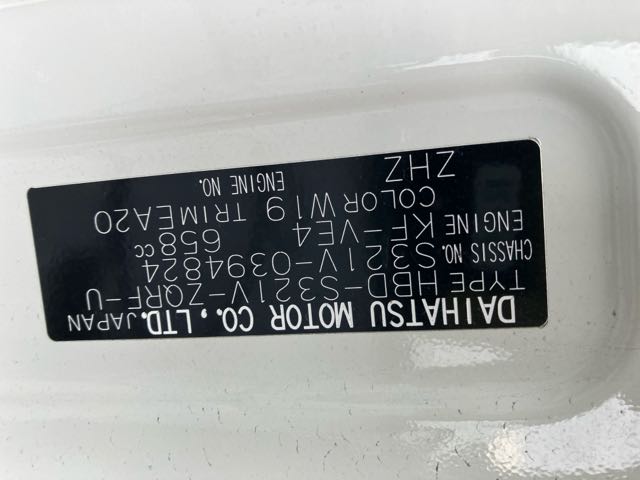 DAIHATSU MOTOR CO., LTD. JAPAN
TYPE HBD-S321V-ZQRF-U
CHASSIS NO. S321V-0394824
ENGINE KF-VE4 658cc
COLOR W19 TRIM EA20
ENGINE NO.
ZHZ